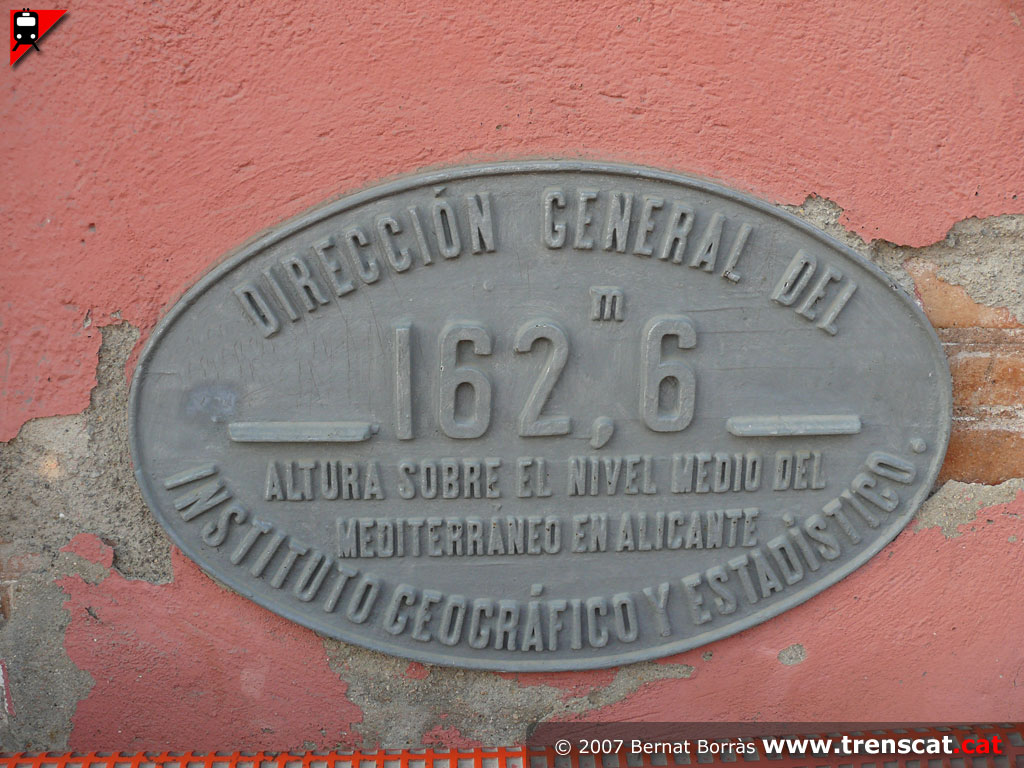 DIRECCIÓN GENERAL DEL
162,6 m
ALTURA SOBRE EL NIVEL MEDIO DEL
MEDITERRÁNEO EN ALICANTE
INSTITUTO GEOGRÁFICO Y ESTADÍSTICO.
© 2007 Bernat Borràs www.trenscat.cat